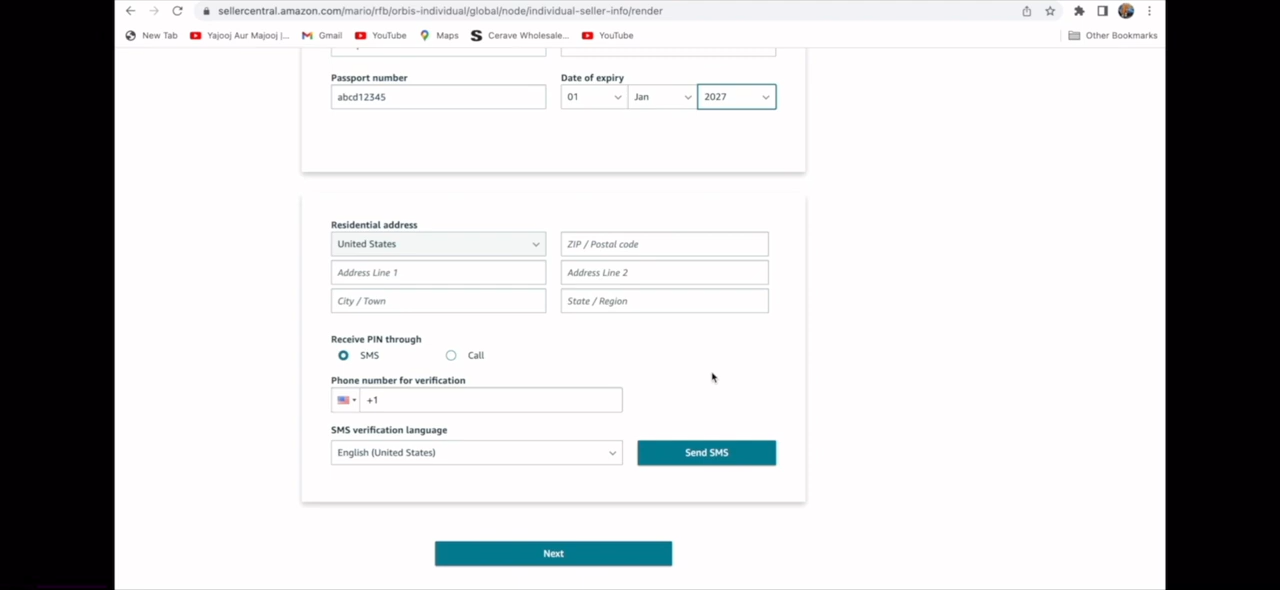 sellercentral.amazon.com/mario/rfb/orbis-individual/global/node/individual-seller-info/render
New Tab Yajooj Aur Majooj |... Gmail YouTube Maps Cerave Wholesale... YouTube Other Bookmarks
Passport number Date of expiry
abcd12345 01 Jan 2027
Residential address
United States ZIP / Postal code
Address Line 1 Address Line 2
City / Town State / Region
Receive PIN through
SMS Call
Phone number for verification
+1
SMS verification language
English (United States) Send SMS
Next